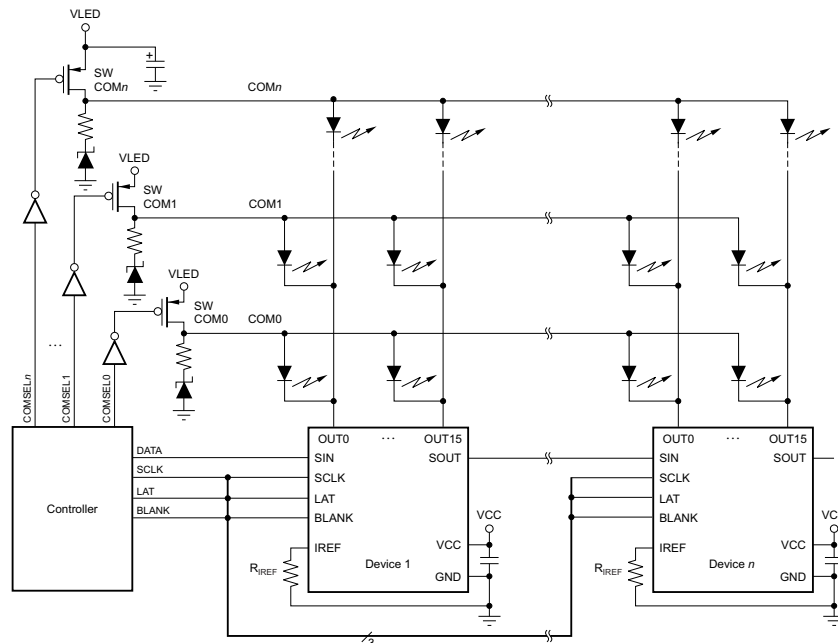 VLED
SW
COMn
COMn
VLED
SW
COM1
COM1
VLED
SW
COM0
COM0
...
COMSELn
COMSEL1
COMSEL0
Controller
DATA
SCLK
LAT
BLANK
OUT0 ... OUT15
SIN SOUT
SCLK
LAT
BLANK
IREF
VCC
GND
Device 1
RIREF
VCC
OUT0 ... OUT15
SIN SOUT
SCLK
LAT
BLANK
IREF
VCC
GND
Device n
RIREF
3